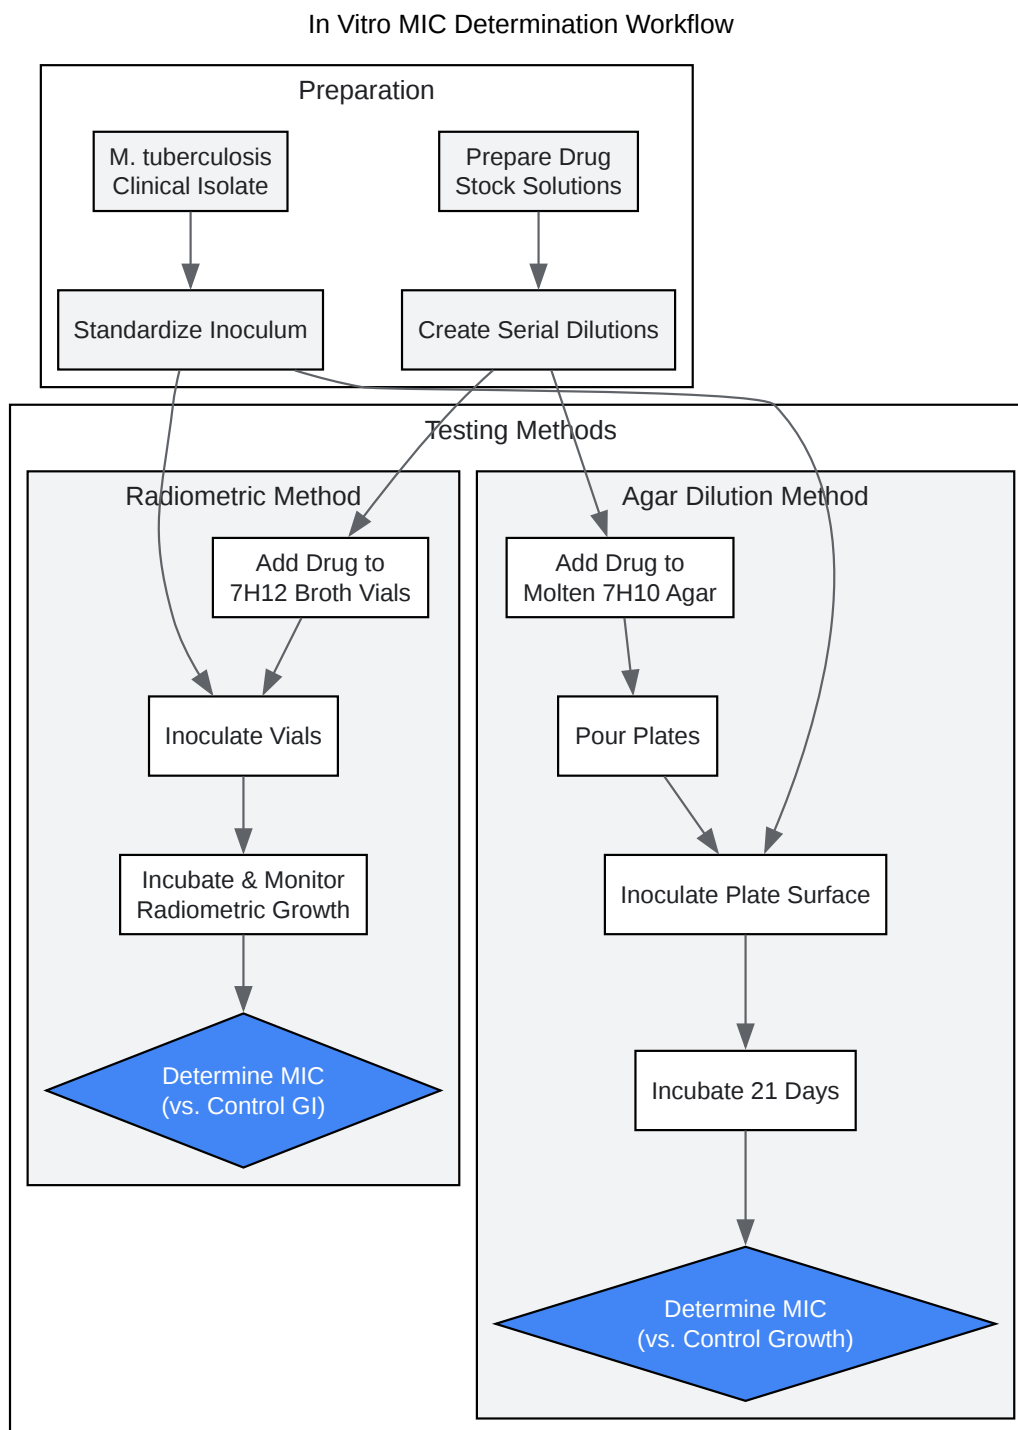 In Vitro MIC Determination Workflow
Preparation
M. tuberculosis
Clinical Isolate
Prepare Drug
Stock Solutions
Standardize Inoculum
Create Serial Dilutions
Testing Methods
Radiometric Method
Add Drug to
7H12 Broth Vials
Inoculate Vials
Incubate & Monitor
Radiometric Growth
Determine MIC
(vs. Control GI)
Agar Dilution Method
Add Drug to
Molten 7H10 Agar
Pour Plates
Inoculate Plate Surface
Incubate 21 Days
Determine MIC
(vs. Control Growth)